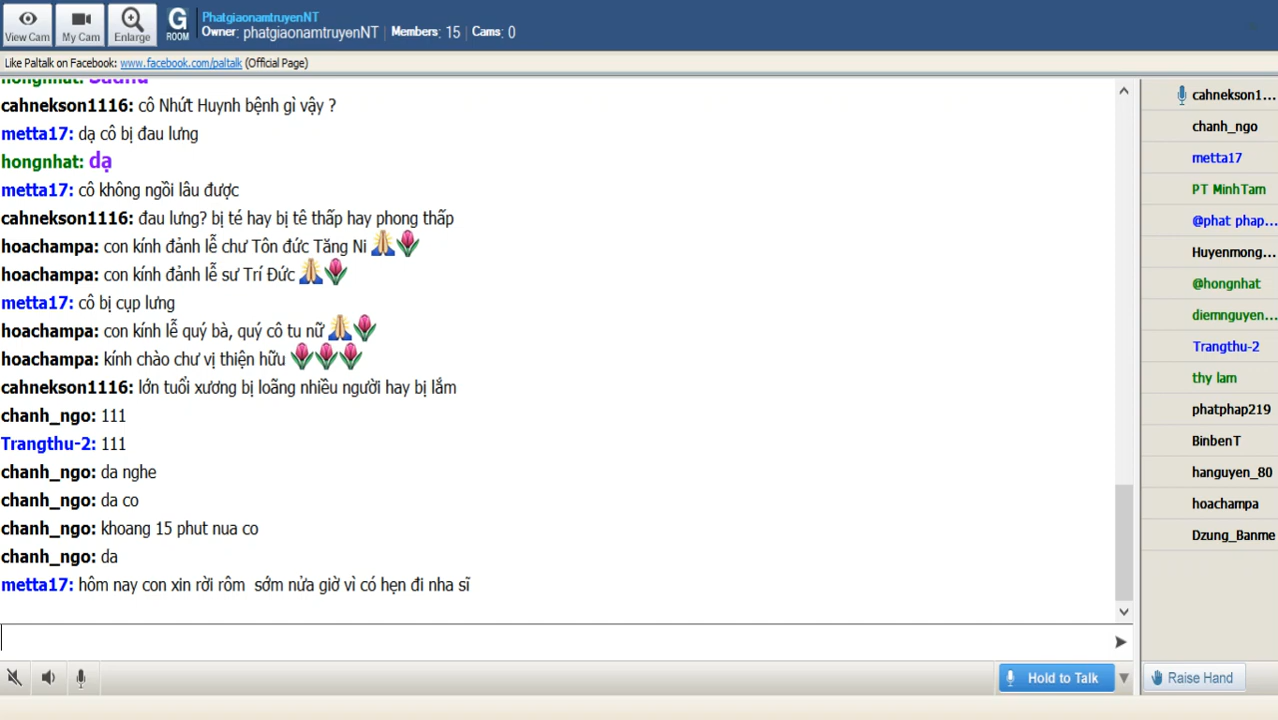 View Cam
My Cam
Enlarge
G
ROOM
PhatgiaonamtruyenNT
Owner: phatgiaonamtruyenNT Members: 15 Cams: 0
Like Paltalk on Facebook: www.facebook.com/paltalk (Official Page)
hongnhat: Sadhu
cahnekson1116: cô Nhứt Huynh bệnh gì vậy ?
metta17: dạ cô bị đau lưng
hongnhat: dạ
metta17: cô không ngồi lâu được
cahnekson1116: đau lưng? bị té hay bị tê thấp hay phong thấp
hoachampa: con kính đảnh lễ chư Tôn đức Tăng Ni
hoachampa: con kính đảnh lễ sư Trí Đức
metta17: cô bị cụp lưng
hoachampa: con kính lễ quý bà, quý cô tu nữ
hoachampa: kính chào chư vị thiện hữu
cahnekson1116: lớn tuổi xương bị loãng nhiều người hay bị lắm
chanh_ngo: 111
Trangthu-2: 111
chanh_ngo: da nghe
chanh_ngo: da co
chanh_ngo: khoang 15 phut nua co
chanh_ngo: da
metta17: hôm nay con xin rời rôm sớm nửa giờ vì có hẹn đi nha sĩ
cahnekson1...
chanh_ngo
metta17
PT MinhTam
@phat phap...
Huyenmong...
@hongnhat
diemnguyen...
Trangthu-2
thy lam
phatphap219
BinbenT
hanguyen_80
hoachampa
Dzung_Banme
Hold to Talk
Raise Hand